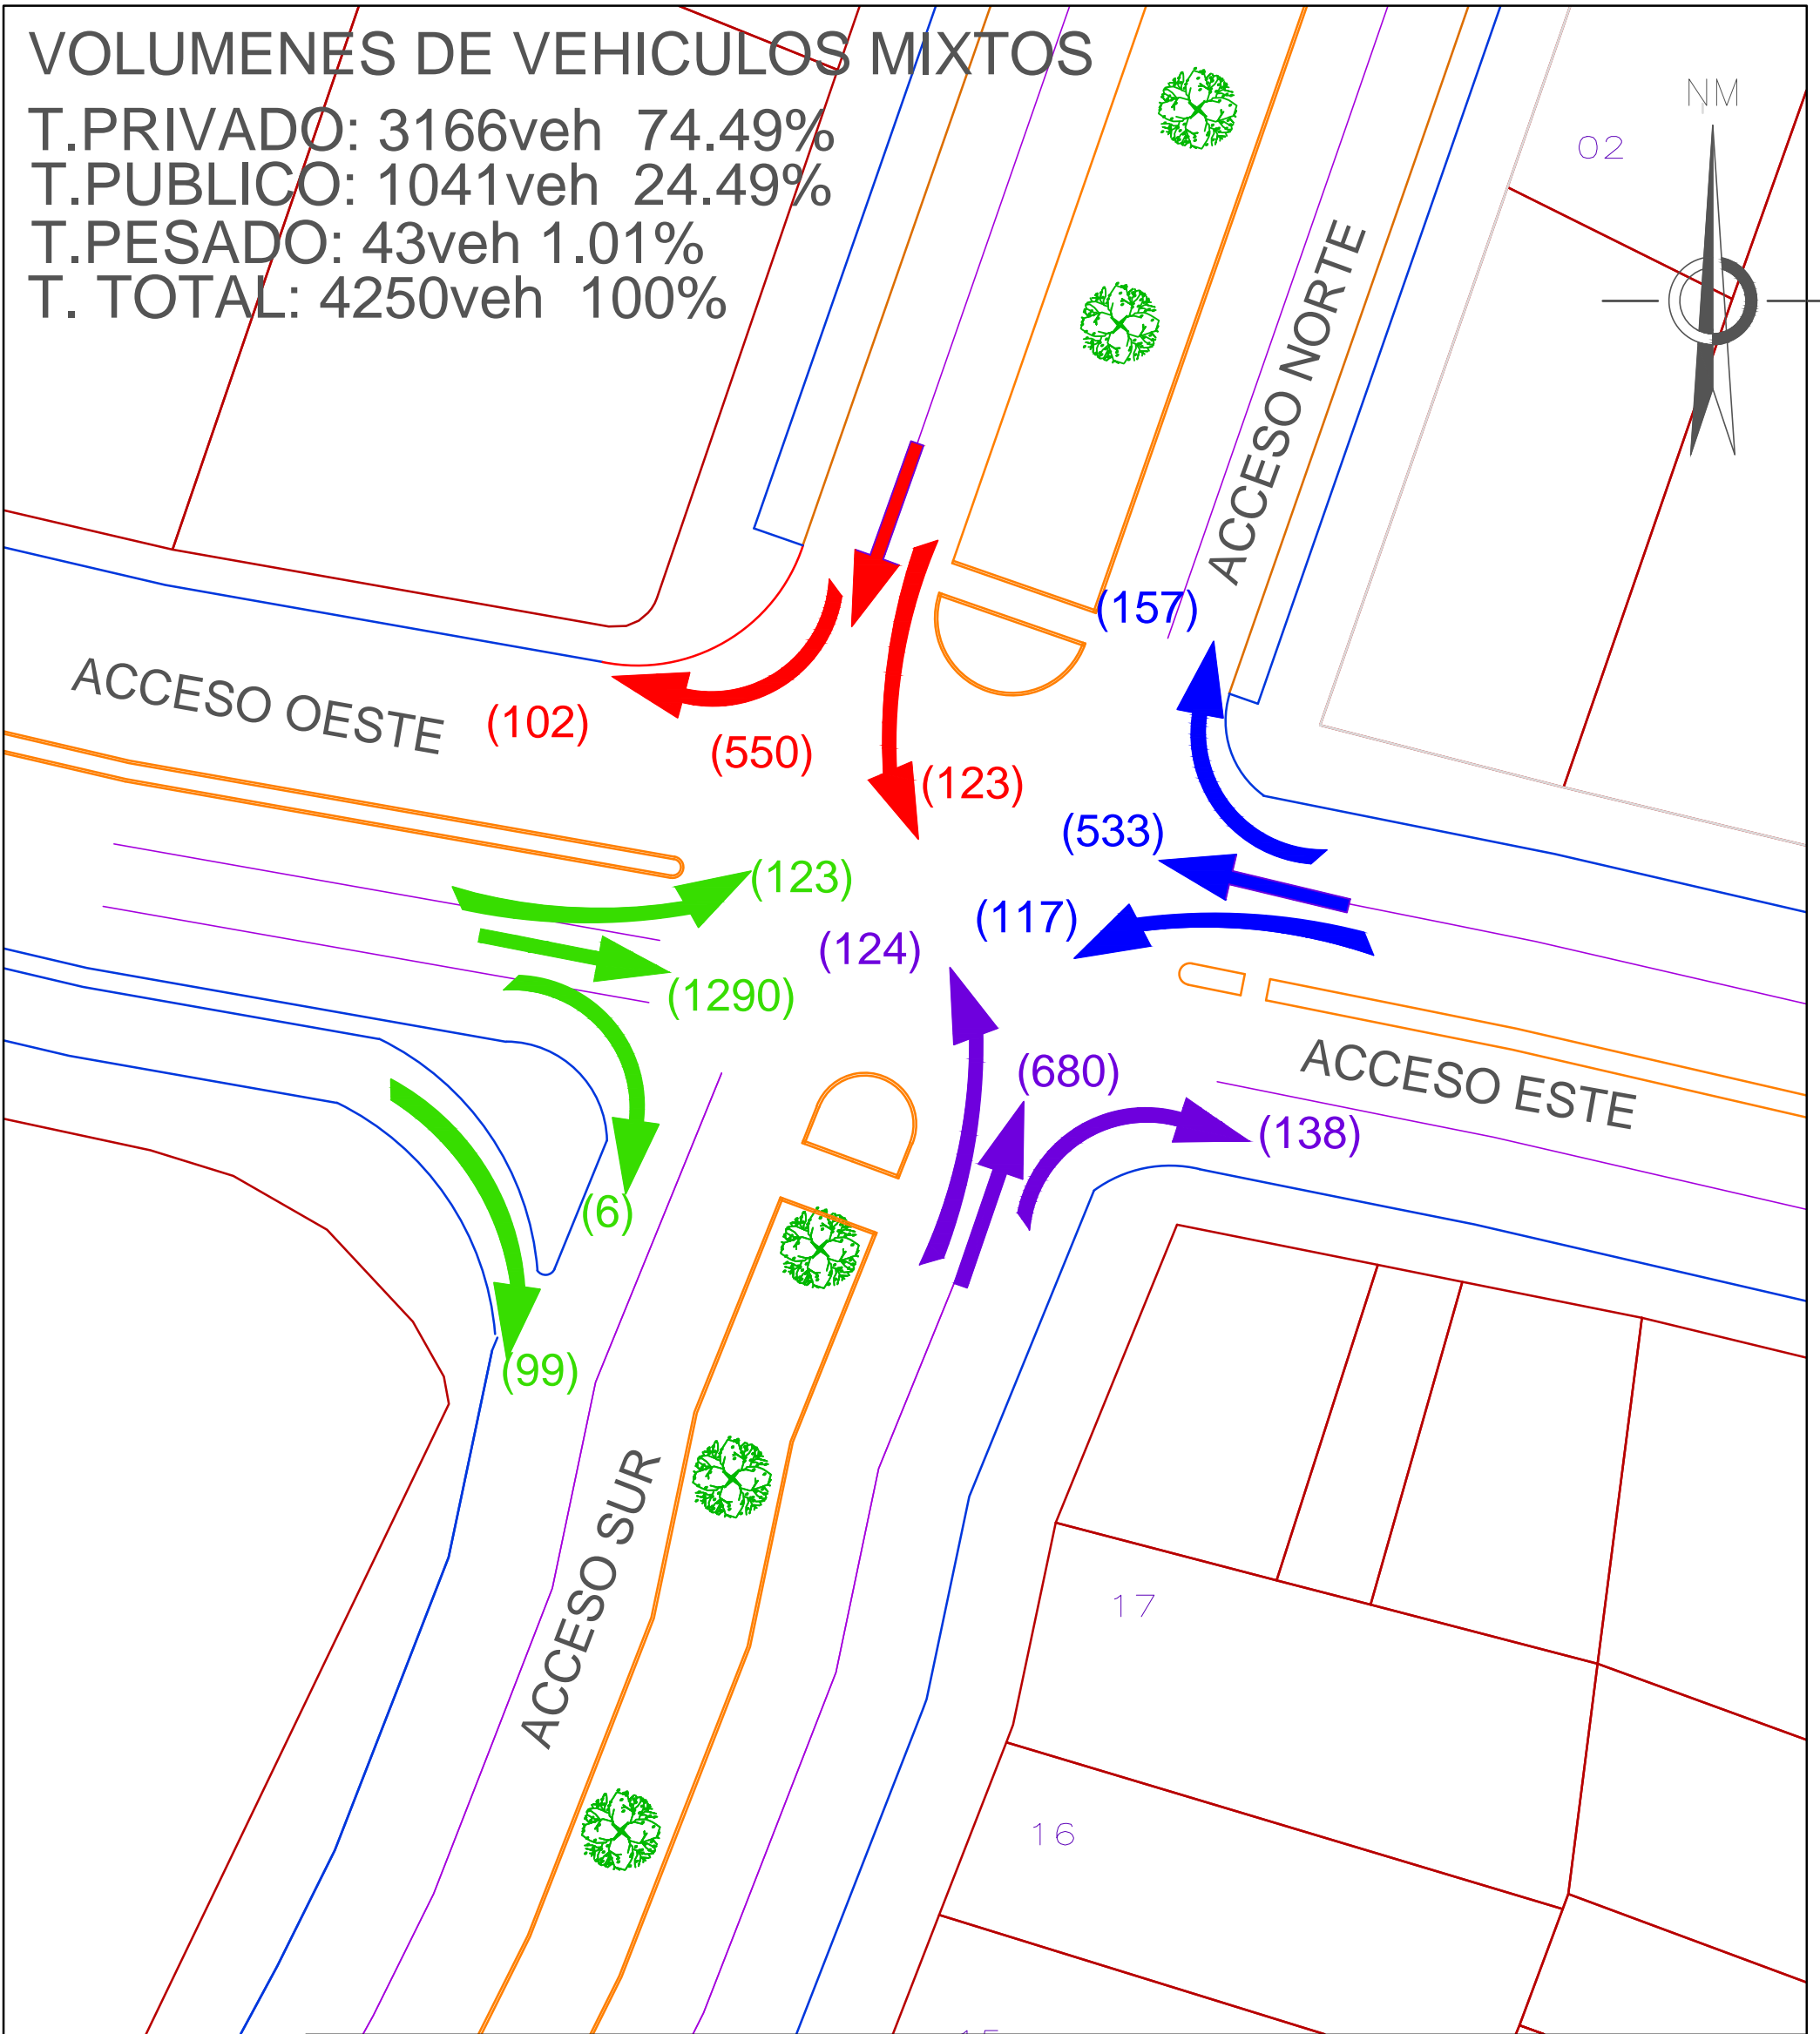 VOLUMENES DE VEHICULOS MIXTOS
T.PRIVADO: 3166veh 74.49%
T.PUBLICO: 1041veh 24.49%
T.PESADO: 43veh 1.01%
T. TOTAL: 4250veh 100%
NM
02
ACCESO NORTE
(157)
ACCESO OESTE
(102)
(550)
(123)
(533)
(123)
(117)
(124)
(1290)
ACCESO ESTE
(680)
(138)
(6)
(99)
ACCESO SUR
17
16
15